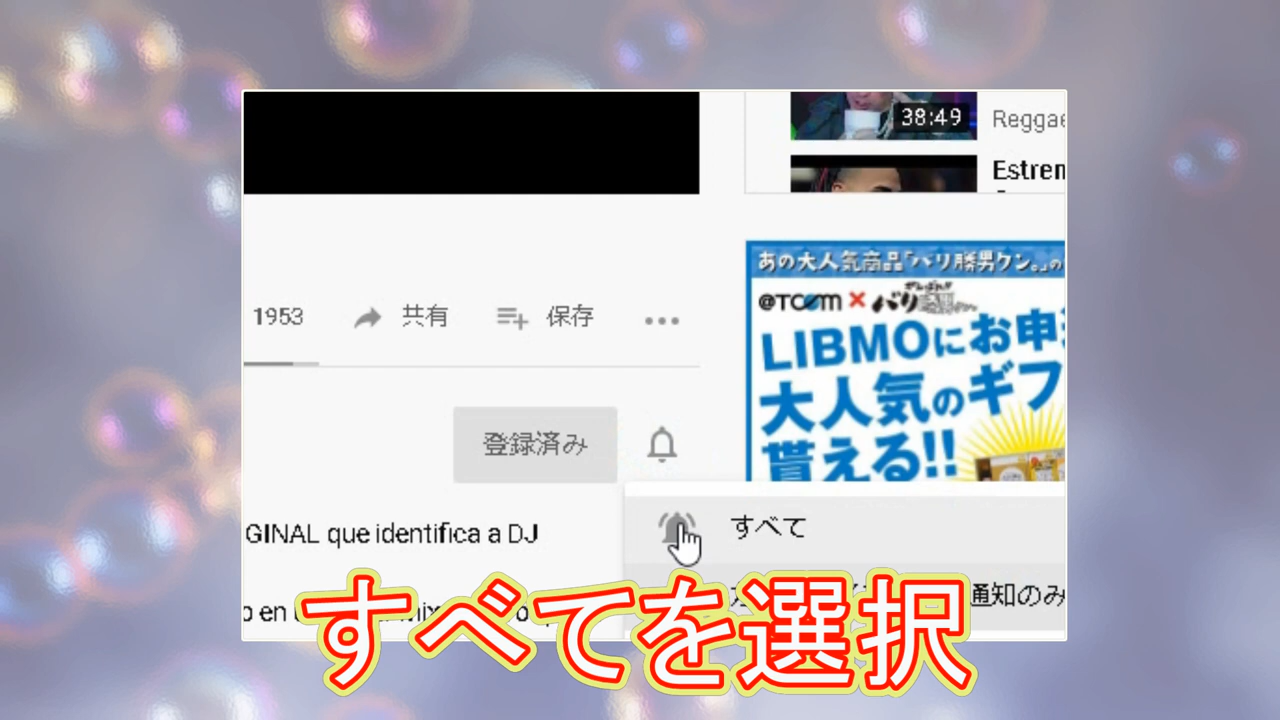 38:49
Reggae
Estren
あの大人気商品「バリ勝男クン。」の
@TCOM×バリ
LIBMOにお申
大人気のギフ
貰える!!
1953
共有
保存
登録済み
GINAL que identifica a DJ
すべて
通知のみ
すべてを選択